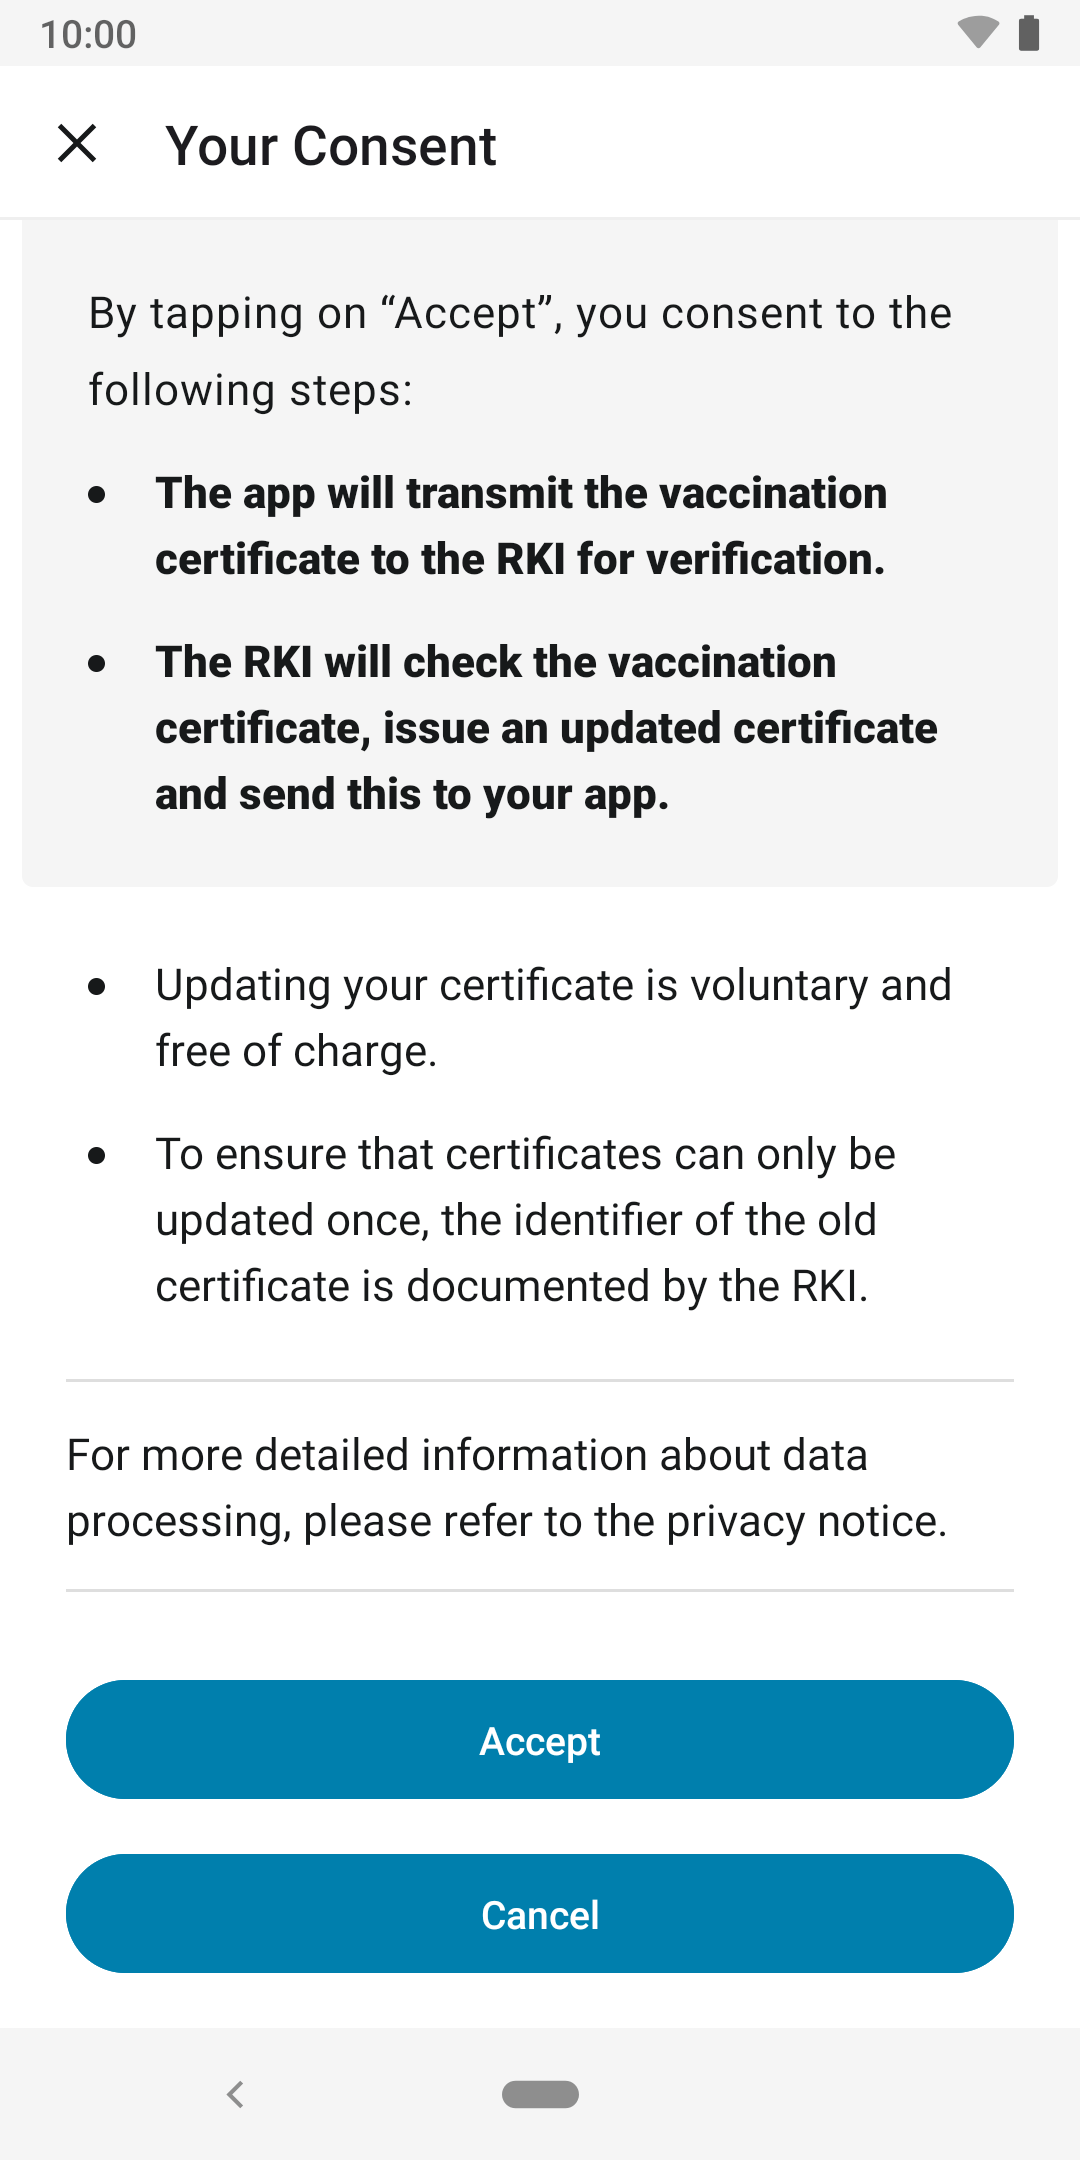 10:00
Your Consent
By tapping on “Accept”, you consent to the
following steps:
• The app will transmit the vaccination
certificate to the RKI for verification.
• The RKI will check the vaccination
certificate, issue an updated certificate
and send this to your app.
• Updating your certificate is voluntary and
free of charge.
• To ensure that certificates can only be
updated once, the identifier of the old
certificate is documented by the RKI.
For more detailed information about data
processing, please refer to the privacy notice.
Accept
Cancel